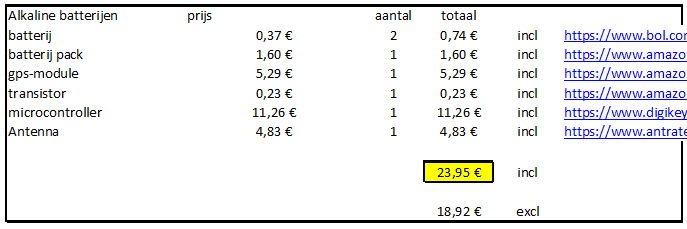 Alkaline batterijen prijs aantal totaal
batterij 0,37 € 2 0,74 € incl https://www.bol.com
batterij pack 1,60 € 1 1,60 € incl https://www.amazo
gps-module 5,29 € 1 5,29 € incl https://www.amazo
transistor 0,23 € 1 0,23 € incl https://www.amazo
microcontroller 11,26 € 1 11,26 € incl https://www.digikey
Antenna 4,83 € 1 4,83 € incl https://www.antrate
23,95 € incl
18,92 € excl